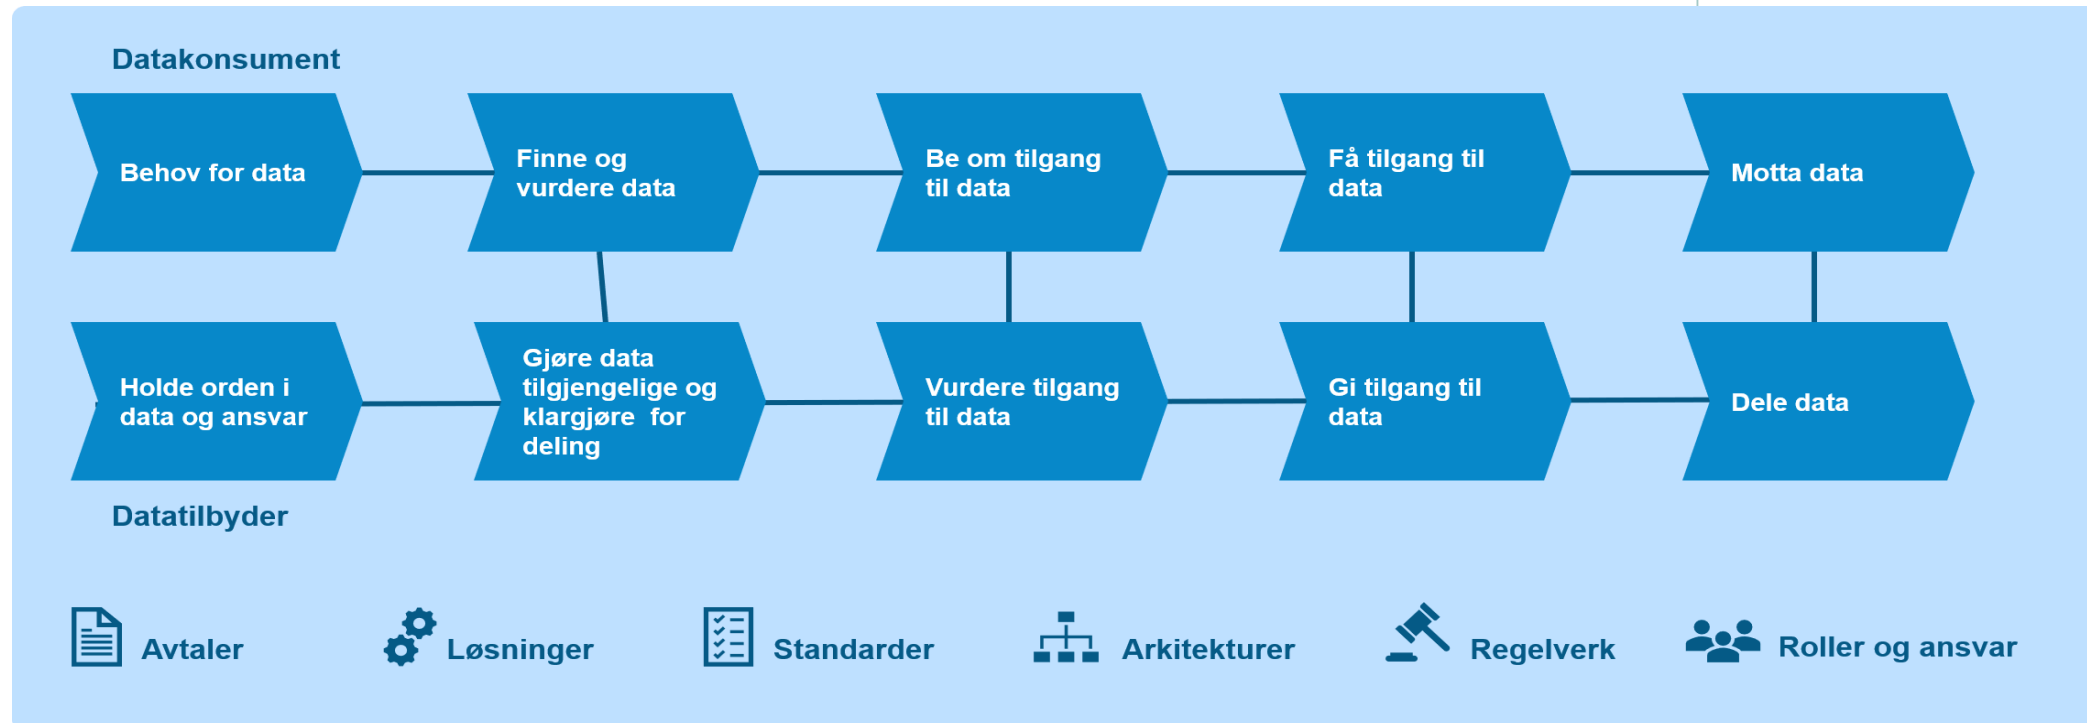 Datakonsument
Behov for data
Finne og
vurdere data
Be om tilgang
til data
Få tilgang til
data
Motta data
Holde orden i
data og ansvar
Gjøre data
tilgjengelige og
klargjøre  for
deling
Vurdere tilgang
til data
Gi tilgang til
data
Dele data
Datatilbyder
Avtaler
Løsninger
Standarder
Arkitekturer
Regelverk
Roller og ansvar